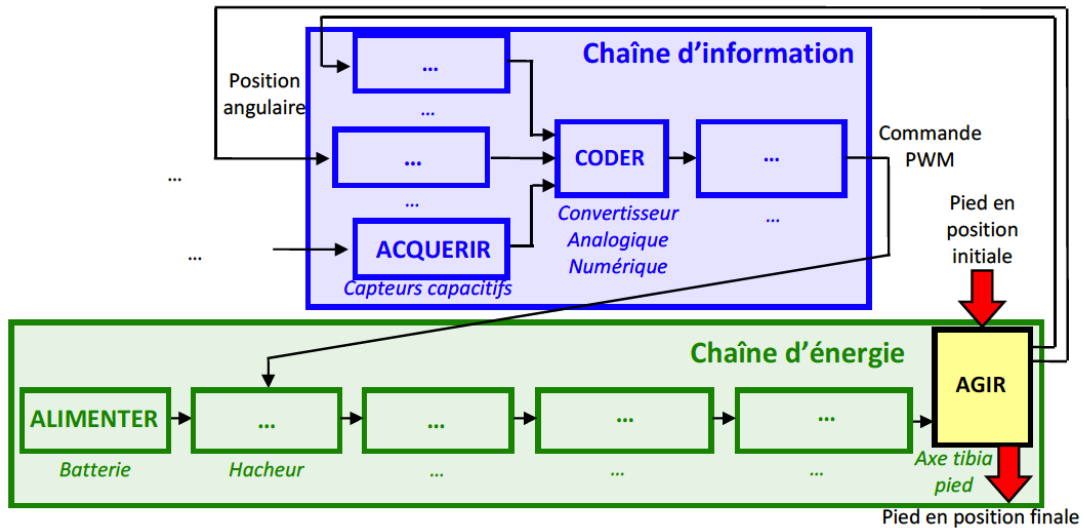 Chaîne d’information
...
...
Position
angulaire
...
...
CODER
...
Commande
PWM
...
Convertisseur
Analogique
Numérique
...
...
ACQUERIR
Capteurs capacitifs
Pied en
position
initiale
Chaîne d’énergie
ALIMENTER
...
...
...
...
AGIR
Batterie
Hacheur
...
...
...
Axe tibia
pied
Pied en position finale